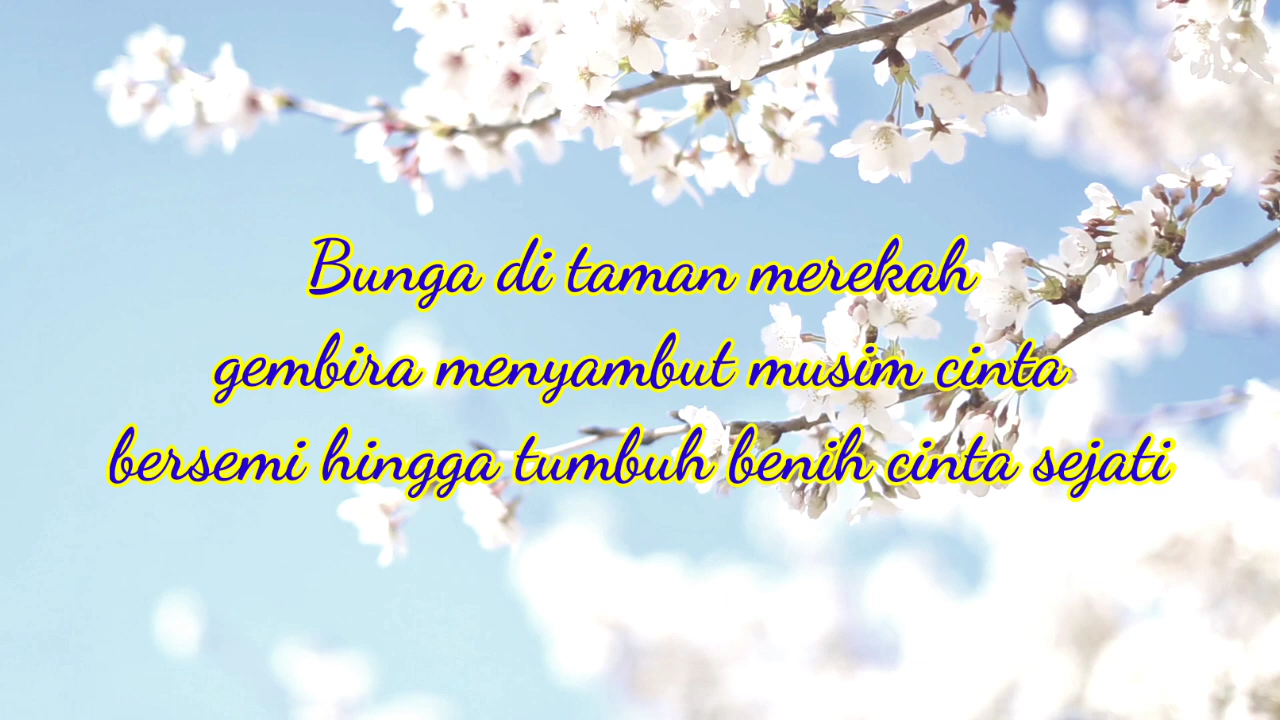 Bunga di taman merekah
gembira menyambut musim cinta
bersemi hingga tumbuh benih cinta sejati